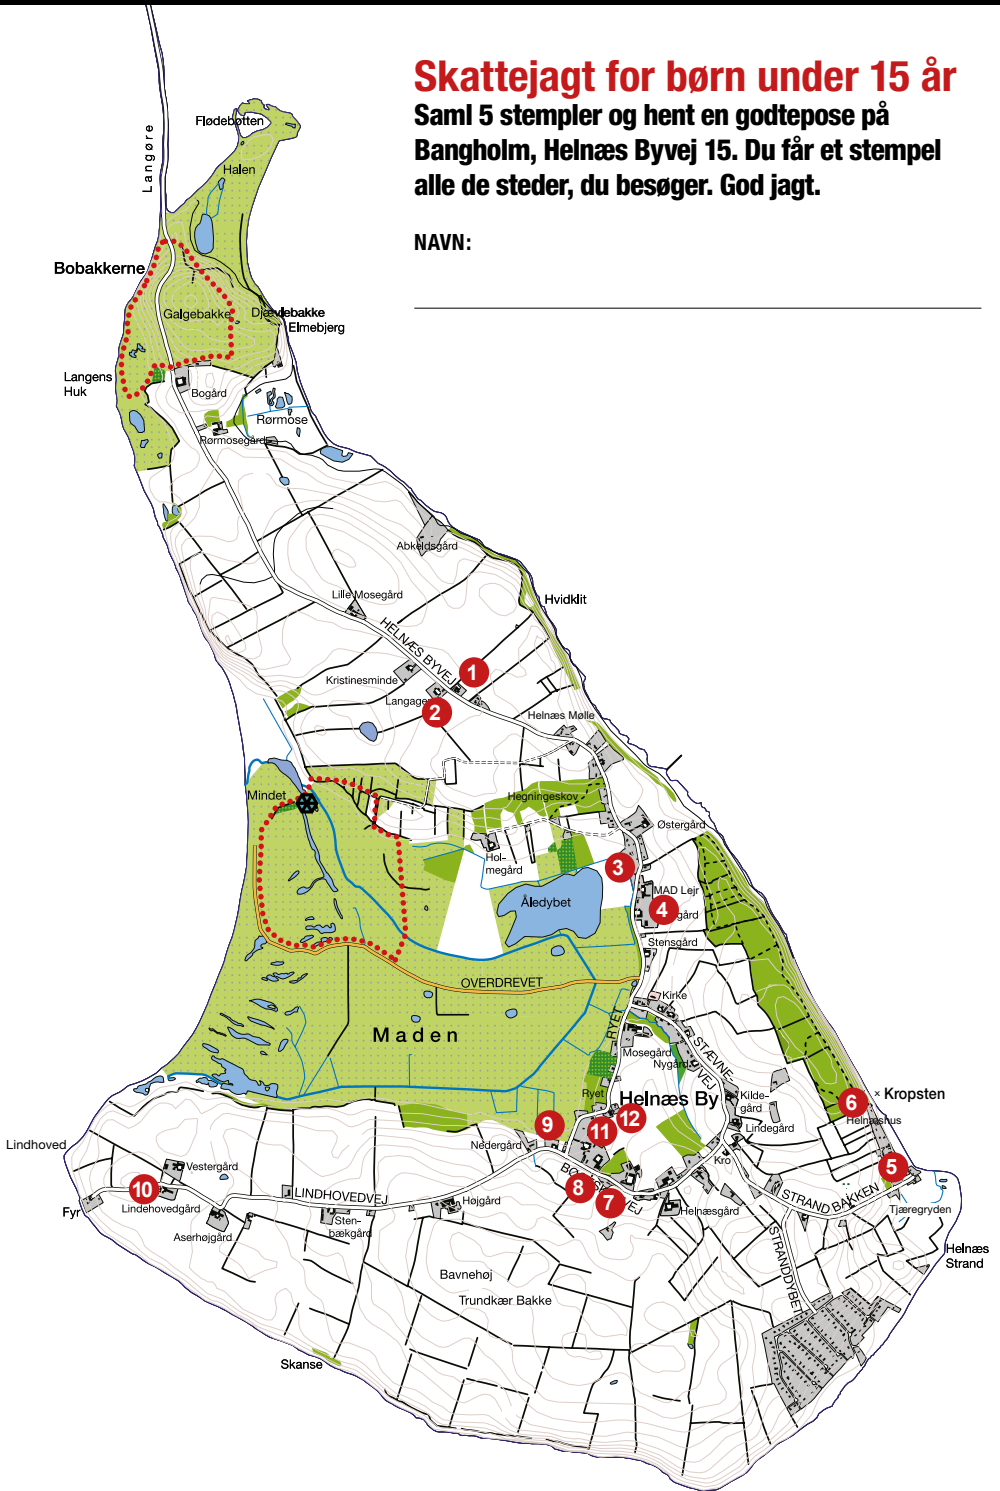 Skattejagt for børn under 15 år
Saml 5 stempler og hent en godtepose på
Bangholm, Helnæs Byvej 15. Du får et stempel
alle de steder, du besøger. God jagt.
NAVN:
Langøre
Flødebøtten
Halen
Bobakkerne
Galgebakke
Djævlebakke
Elmebjerg
Langens
Huk
Bogård
Rørmose
Rørmosegård
Abkeldsgård
Lille Mosegård
Hvidklit
HELNÆS BYVEJ
1
Kristinesminde
Langager
2
Helnæs Mølle
Mindet
Hegningeskov
Østergård
Hol-
megård
3
MAD Lejr
Åledybet
4
gård
Stensgård
OVERDREVET
Kirke
Maden
RYET
STÆVNE-
VEJ
Mosegård
Nygård
Ryet
Helnæs By
Kilde-
gård
6
Kropsten
Helnæshus
12
11
9
Lindegård
Lindhoved
Nedergård
Kro
Vestergård
5
10
8
7
LINDHOVEDVEJ
STRANDBAKKEN
Fyr
Lindehovedgård
Højgård
Helnæsgård
Tjæregryden
Sten-
bækgård
Aserhøjgård
STRANDDYBET
Helnæs
Strand
Bavnehøj
Trundkær Bakke
Skanse